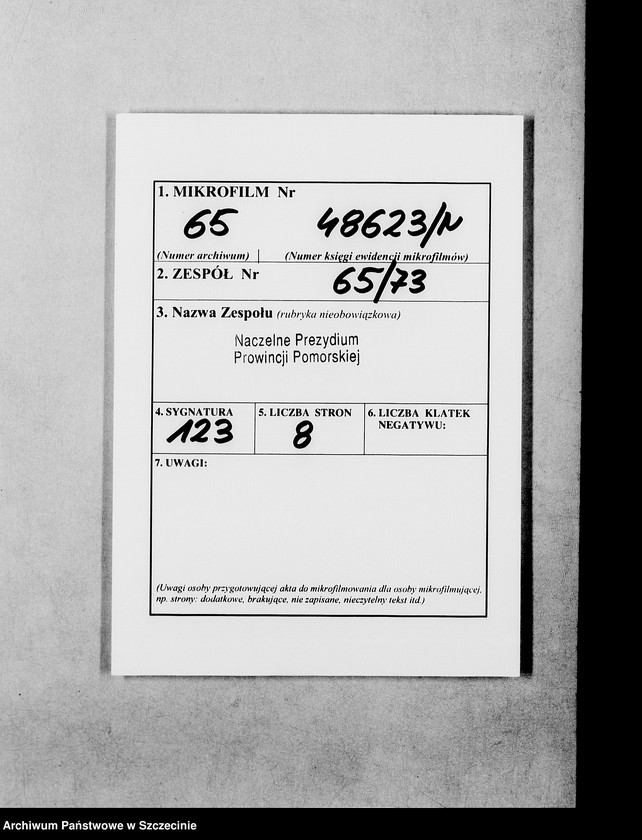 1. MIKROFILM Nr
65 48623/N
(Numer archiwum) (Numer księgi ewidencji mikrofilmów)
2. ZESPÓŁ Nr 65/73
3. Nazwa Zespołu (rubryka nieobowiązkowa)
Naczelne Prezydium
Prowincji Pomorskiej
4. SYGNATURA 5. LICZBA STRON 6. LICZBA KLATEK
NEGATYWU:
123 8
7. UWAGI:
(Uwagi osoby przygotowującej akta do mikrofilmowania dla osoby mikrofilmującej.
np. strony: dodatkowe, brakujące, nie zapisane, nieczytelny tekst itd.)
Archiwum Państwowe w Szczecinie